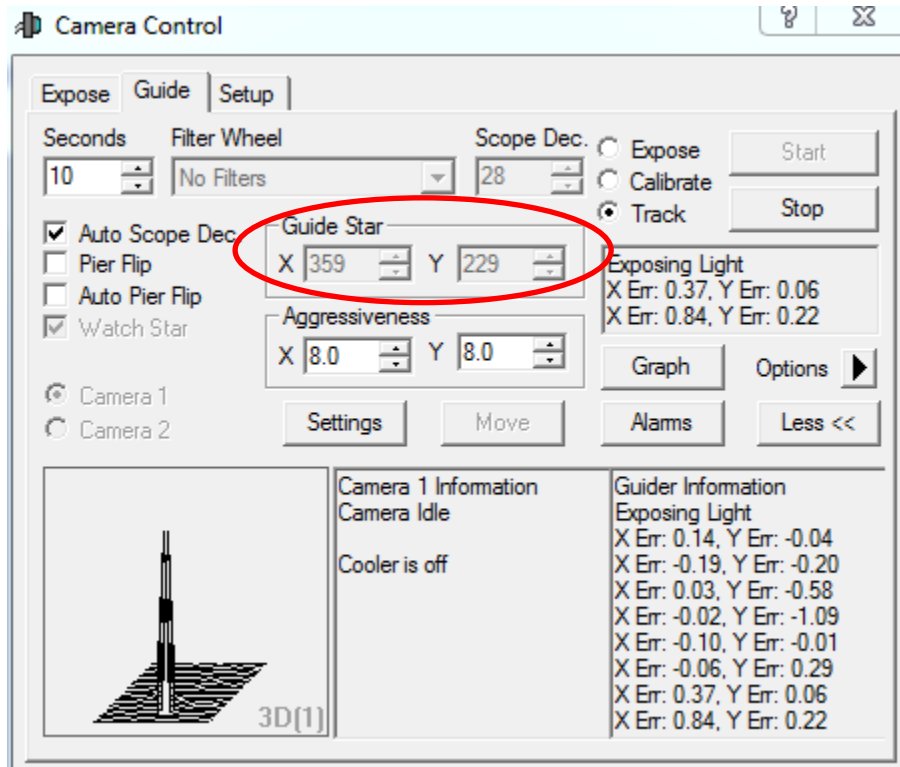 Camera Control
Expose Guide Setup
Seconds Filter Wheel Scope Dec.
10 No Filters 28
Expose
Calibrate
Track
Start
Stop
Auto Scope Dec
Pier Flip
Auto Pier Flip
Watch Star
Camera 1
Camera 2
Guide Star
X 359 Y 229
Aggressiveness
X 8.0 Y 8.0
Settings Move
Exposing Light
X Err: 0.37, Y Err: 0.06
X Err: 0.84, Y Err: 0.22
Graph Options
Alarms Less <<
3D(1)
Camera 1 Information
Camera Idle
Cooler is off
Guider Information
Exposing Light
X Err: 0.14, Y Err: -0.04
X Err: -0.19, Y Err: -0.20
X Err: 0.03, Y Err: -0.58
X Err: -0.02, Y Err: -1.09
X Err: -0.10, Y Err: -0.01
X Err: -0.06, Y Err: 0.29
X Err: 0.37, Y Err: 0.06
X Err: 0.84, Y Err: 0.22